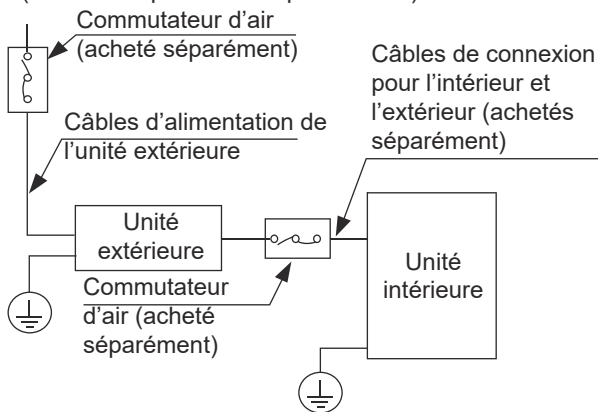 Commutateur d'air
(acheté séparément)
Câbles de connexion
pour l'intérieur et
l'extérieur (achetés
séparément)
Câbles d'alimentation de
l'unité extérieure
Unité
extérieure
Unité
intérieure
Commutateur
d'air (acheté
séparément)